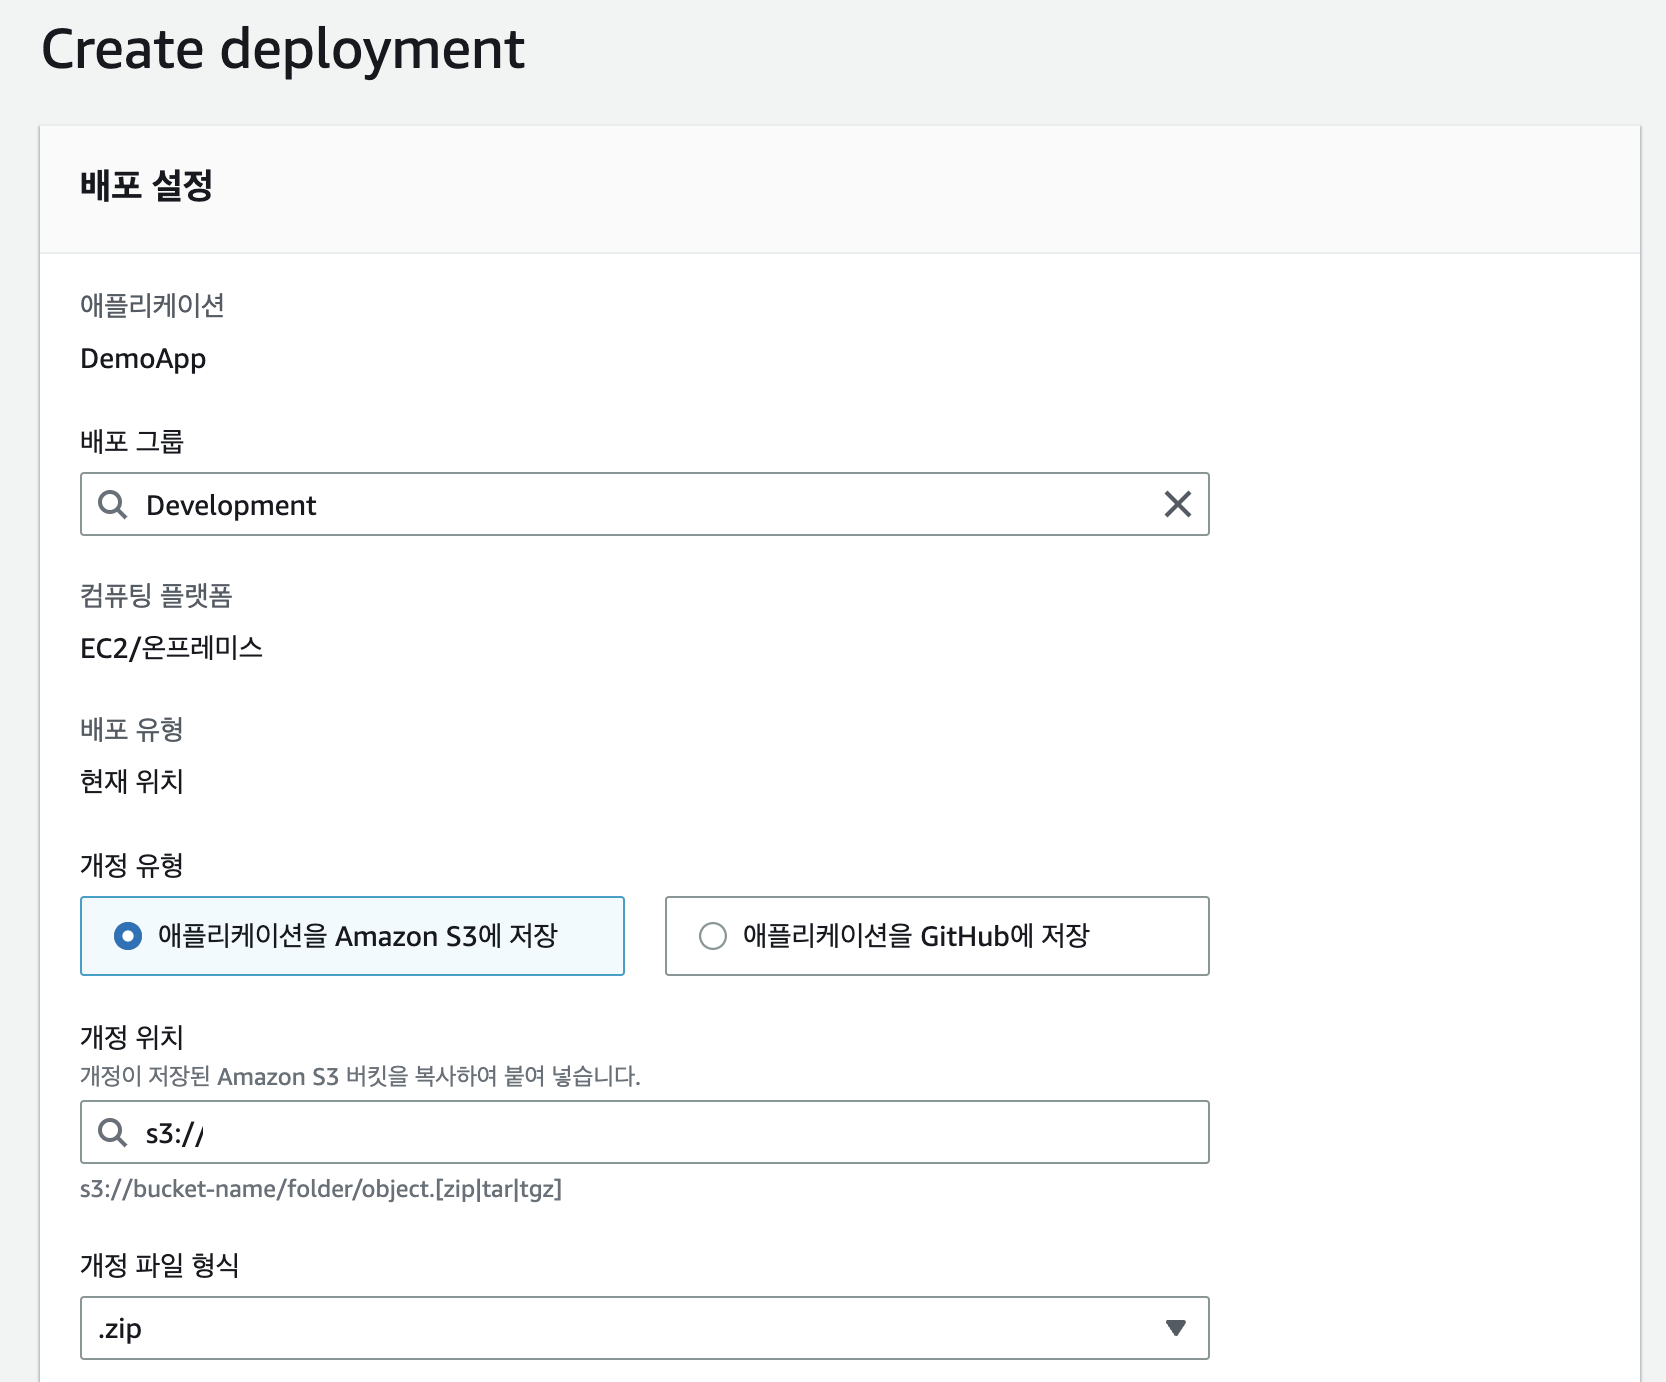 Create deployment
배포 설정
애플리케이션
DemoApp
배포 그룹
Development
컴퓨팅 플랫폼
EC2/온프레미스
배포 유형
현재 위치
개정 유형
애플리케이션을 Amazon S3에 저장
애플리케이션을 GitHub에 저장
개정 위치
개정이 저장된 Amazon S3 버킷을 복사하여 붙여 넣습니다.
s3://
s3://bucket-name/folder/object.[zip|tar|tgz]
개정 파일 형식
.zip